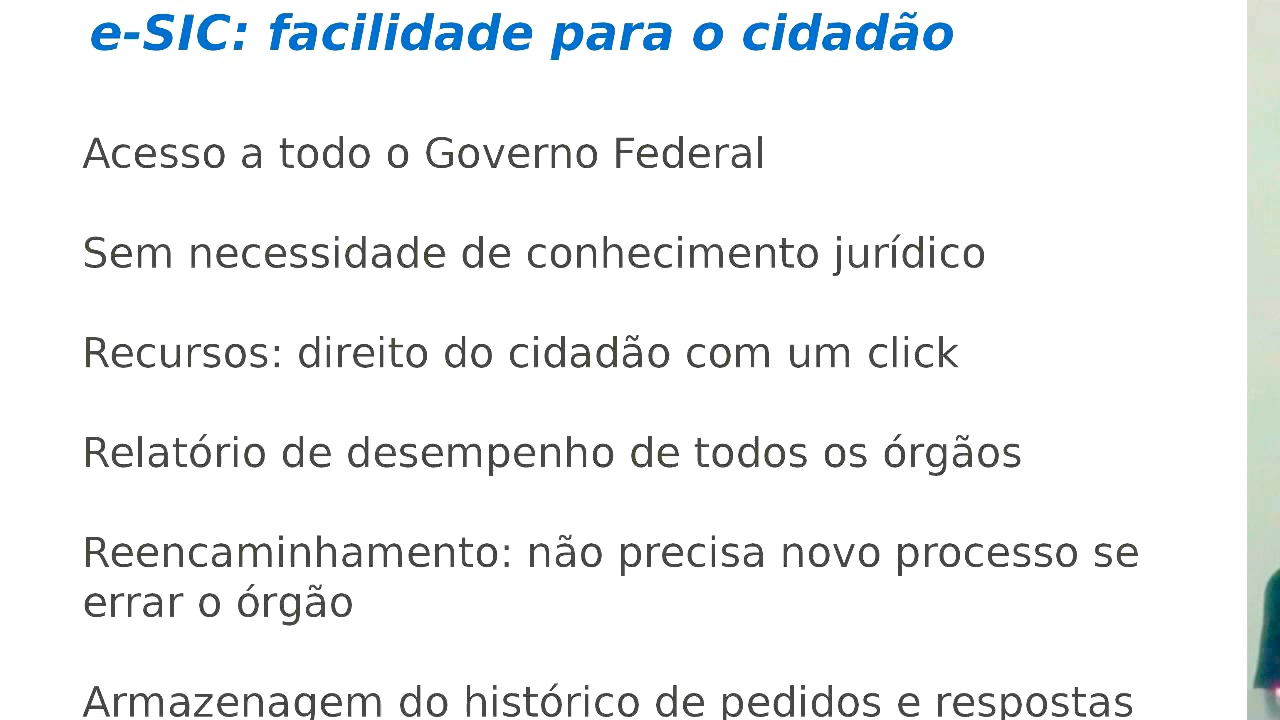 e-SIC: facilidade para o cidadão
Acesso a todo o Governo Federal
Sem necessidade de conhecimento jurídico
Recursos: direito do cidadão com um click
Relatório de desempenho de todos os órgãos
Reencaminhamento: não precisa novo processo se
errar o órgão
Armazenagem do histórico de pedidos e respostas